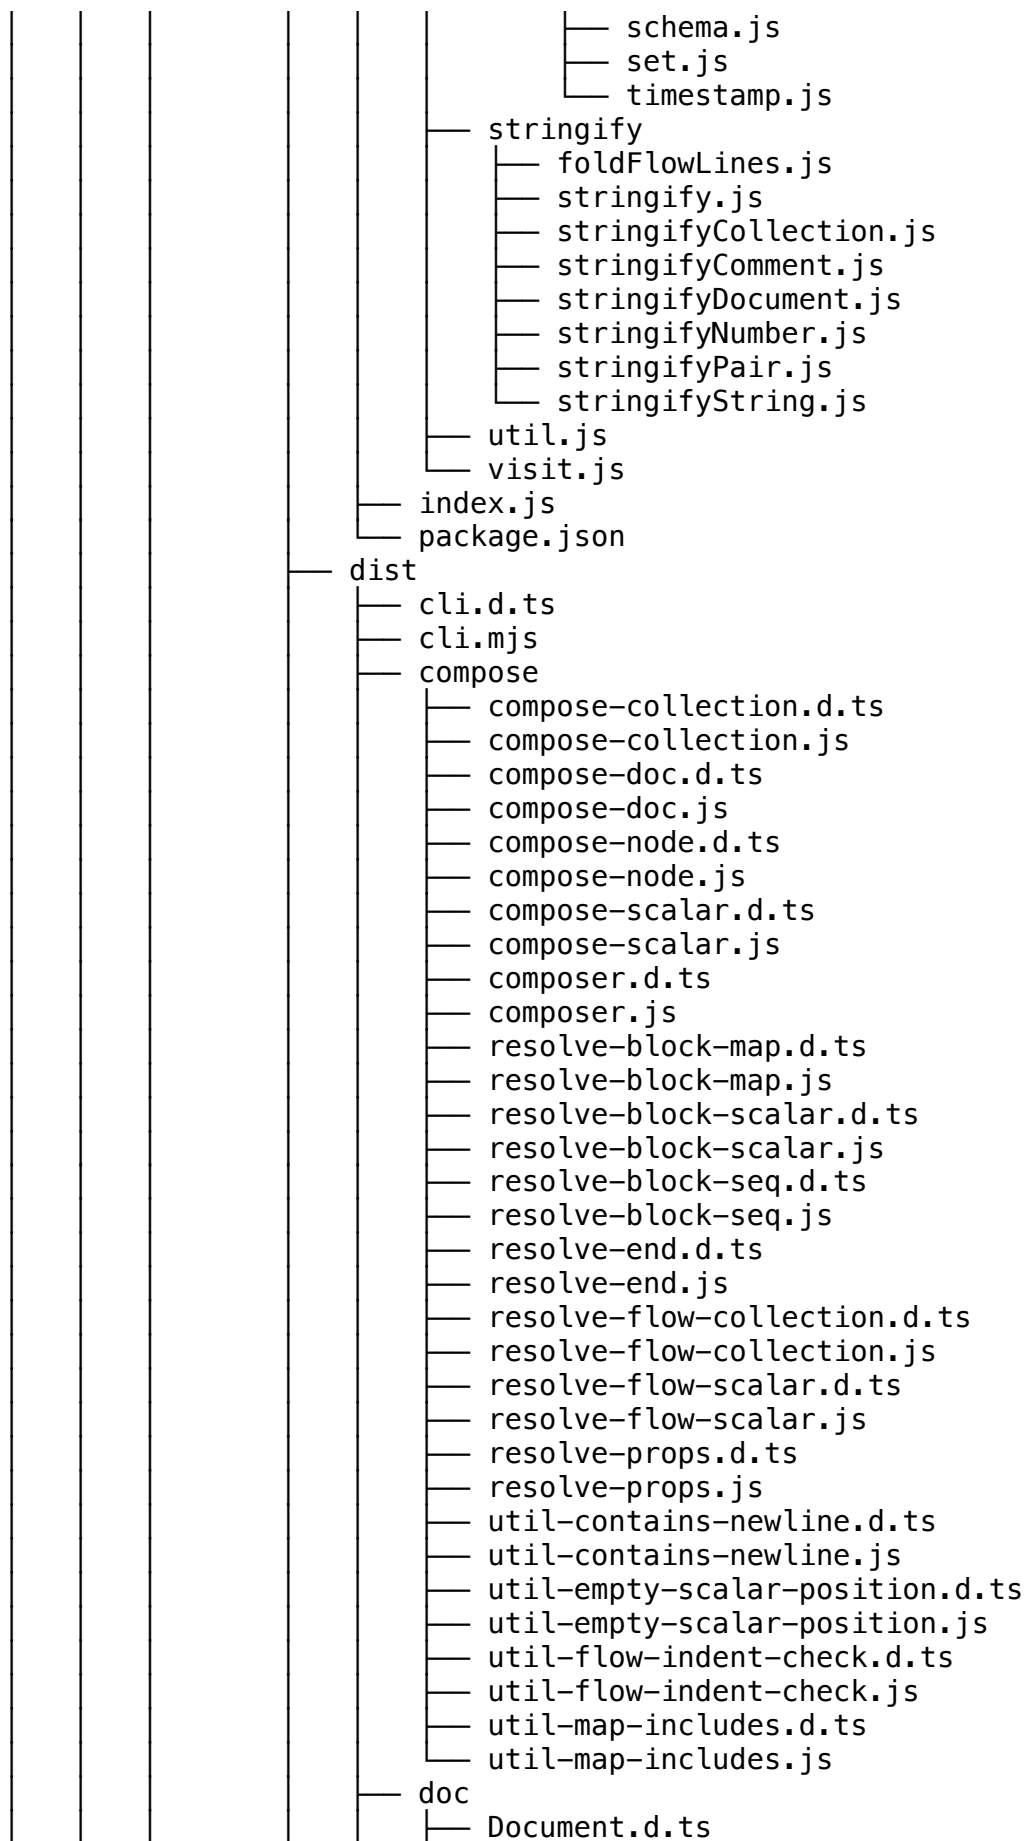 │   │   │       │   │   │       ├── schema.js
│   │   │       │   │   │       ├── set.js
│   │   │       │   │   │       └── timestamp.js
│   │   │       │   │   ├── stringify
│   │   │       │   │   │   ├── foldFlowLines.js
│   │   │       │   │   │   ├── stringify.js
│   │   │       │   │   │   ├── stringifyCollection.js
│   │   │       │   │   │   ├── stringifyComment.js
│   │   │       │   │   │   ├── stringifyDocument.js
│   │   │       │   │   │   ├── stringifyNumber.js
│   │   │       │   │   │   ├── stringifyPair.js
│   │   │       │   │   │   └── stringifyString.js
│   │   │       │   │   ├── util.js
│   │   │       │   │   └── visit.js
│   │   │       │   ├── index.js
│   │   │       │   └── package.json
│   │   │       ├── dist
│   │   │       │   ├── cli.d.ts
│   │   │       │   ├── cli.mjs
│   │   │       │   ├── compose
│   │   │       │   │   ├── compose-collection.d.ts
│   │   │       │   │   ├── compose-collection.js
│   │   │       │   │   ├── compose-doc.d.ts
│   │   │       │   │   ├── compose-doc.js
│   │   │       │   │   ├── compose-node.d.ts
│   │   │       │   │   ├── compose-node.js
│   │   │       │   │   ├── compose-scalar.d.ts
│   │   │       │   │   ├── compose-scalar.js
│   │   │       │   │   ├── composer.d.ts
│   │   │       │   │   ├── composer.js
│   │   │       │   │   ├── resolve-block-map.d.ts
│   │   │       │   │   ├── resolve-block-map.js
│   │   │       │   │   ├── resolve-block-scalar.d.ts
│   │   │       │   │   ├── resolve-block-scalar.js
│   │   │       │   │   ├── resolve-block-seq.d.ts
│   │   │       │   │   ├── resolve-block-seq.js
│   │   │       │   │   ├── resolve-end.d.ts
│   │   │       │   │   ├── resolve-end.js
│   │   │       │   │   ├── resolve-flow-collection.d.ts
│   │   │       │   │   ├── resolve-flow-collection.js
│   │   │       │   │   ├── resolve-flow-scalar.d.ts
│   │   │       │   │   ├── resolve-flow-scalar.js
│   │   │       │   │   ├── resolve-props.d.ts
│   │   │       │   │   ├── resolve-props.js
│   │   │       │   │   ├── util-contains-newline.d.ts
│   │   │       │   │   ├── util-contains-newline.js
│   │   │       │   │   ├── util-empty-scalar-position.d.ts
│   │   │       │   │   ├── util-empty-scalar-position.js
│   │   │       │   │   ├── util-flow-indent-check.d.ts
│   │   │       │   │   ├── util-flow-indent-check.js
│   │   │       │   │   ├── util-map-includes.d.ts
│   │   │       │   │   └── util-map-includes.js
│   │   │       │   ├── doc
│   │   │       │   │   ├── Document.d.ts